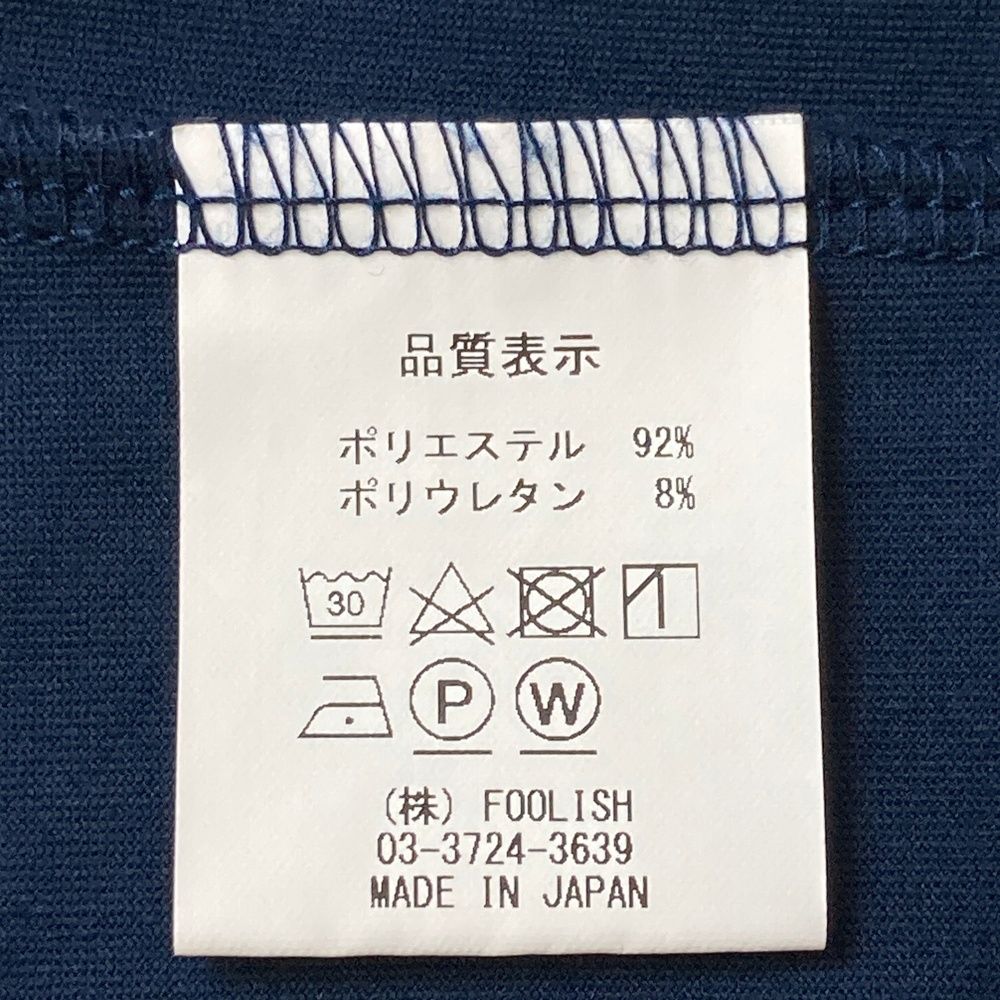 品質表示
ポリエステル 92%
ポリウレタン 8%
30
P W
(株) FOOLISH
03-3724-3639
MADE IN JAPAN